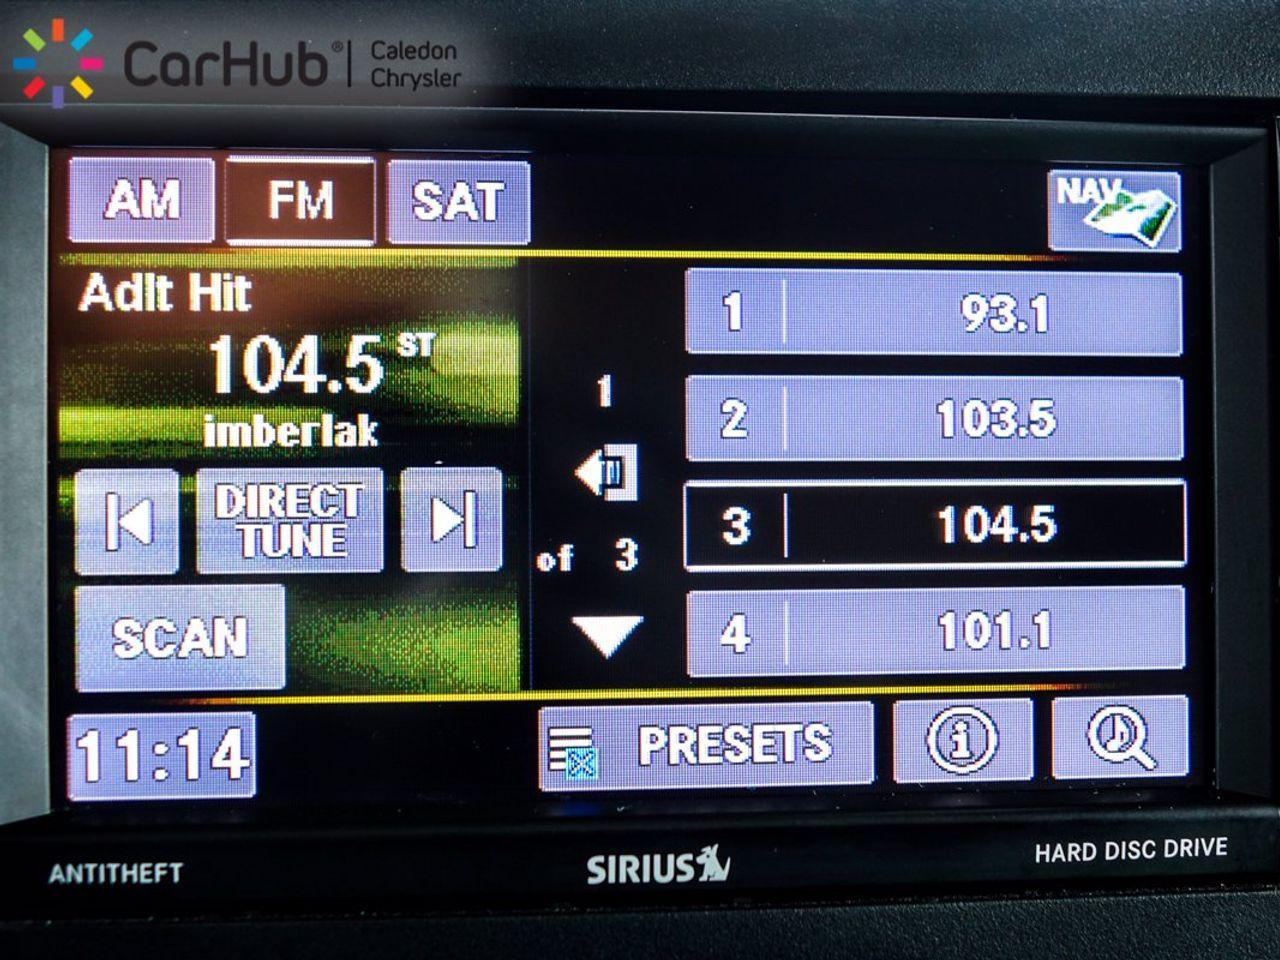 CarHub® | Caledon
Chrysler
AM FM SAT NAV
Adlt Hit
104.5 ST
imberlak
DIRECT
TUNE
SCAN
11:14
1
of 3
1 93.1
2 103.5
3 104.5
4 101.1
PRESETS
ANTITHEFT
SIRIUS
HARD DISC DRIVE